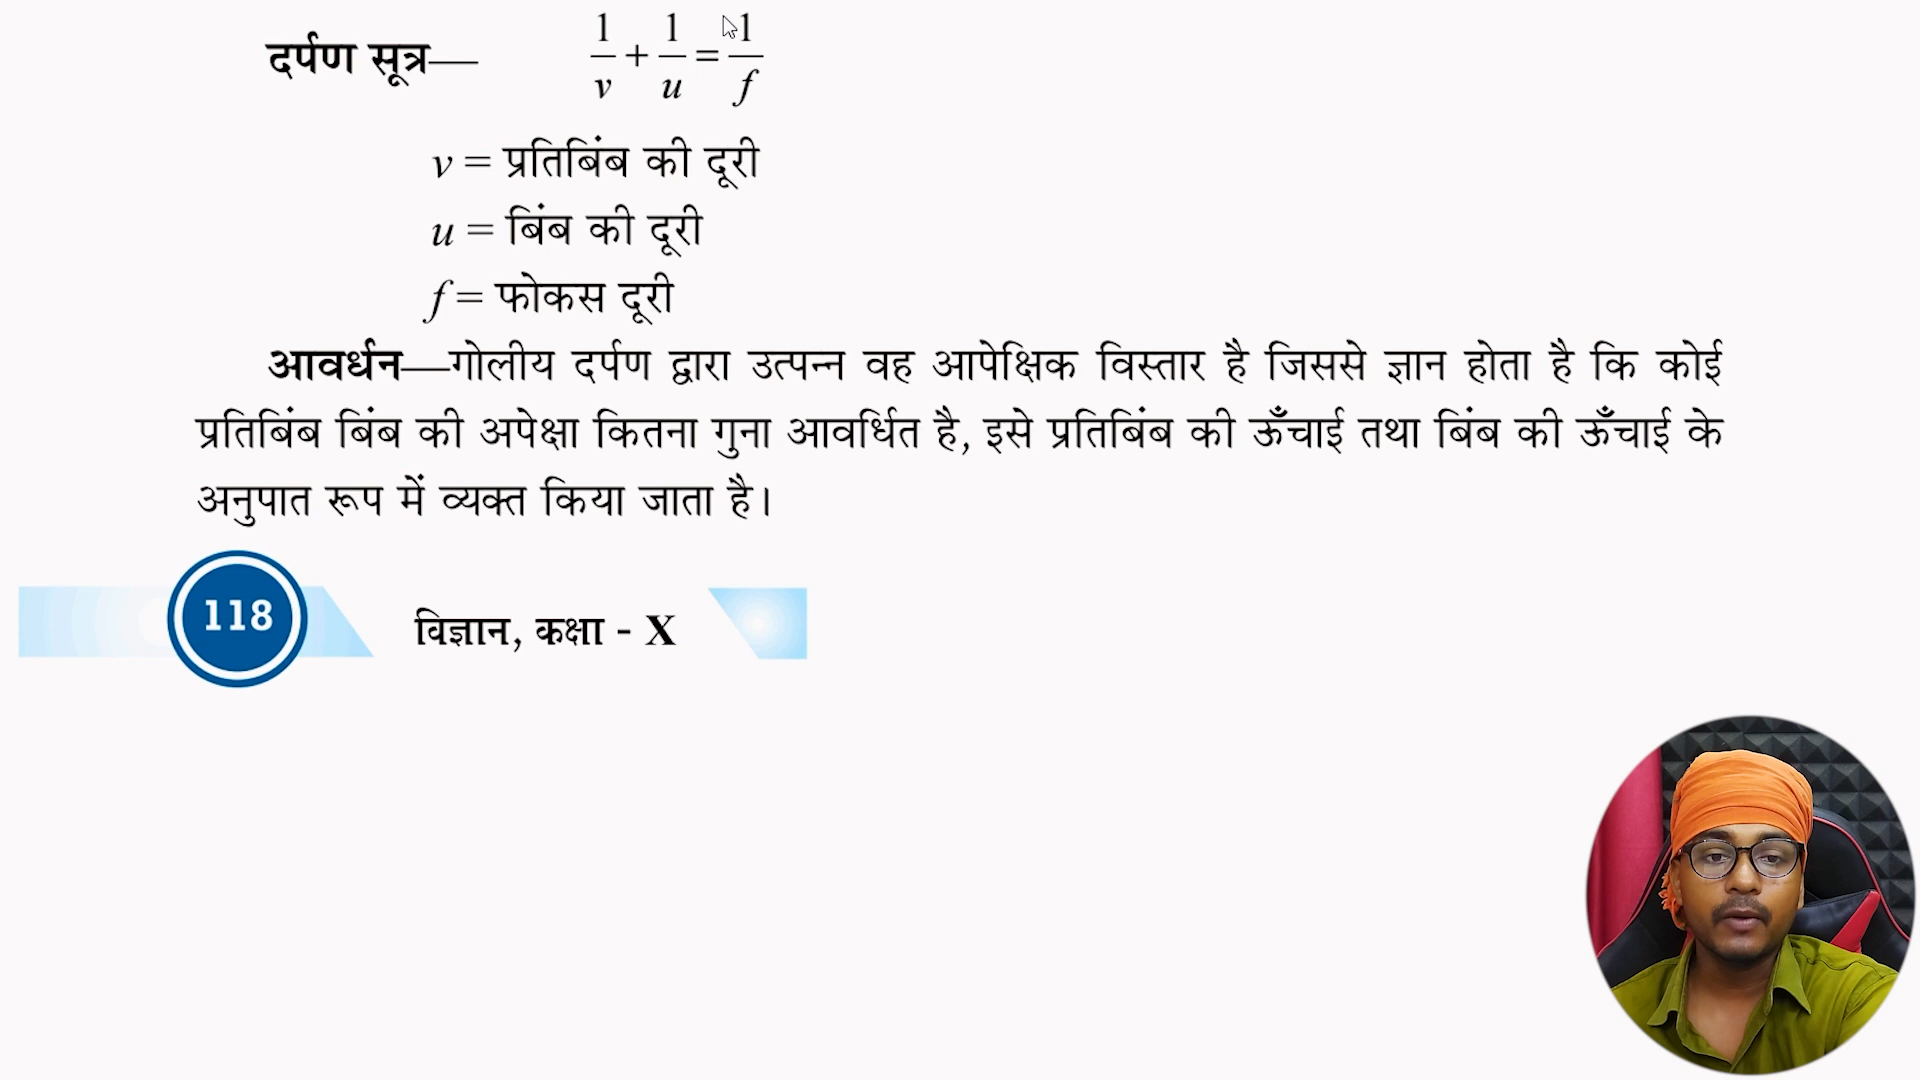 दर्पण सूत्र— 1/v + 1/u = 1/f
v = प्रतिबिंब की दूरी
u = बिंब की दूरी
f = फोकस दूरी
आवर्धन—गोलीय दर्पण द्वारा उत्पन्न वह आपेक्षिक विस्तार है जिससे ज्ञान होता है कि कोई
प्रतिबिंब बिंब की अपेक्षा कितना गुना आवर्धित है, इसे प्रतिबिंब की ऊँचाई तथा बिंब की ऊँचाई के
अनुपात रूप में व्यक्त किया जाता है।
118 विज्ञान, कक्षा - X